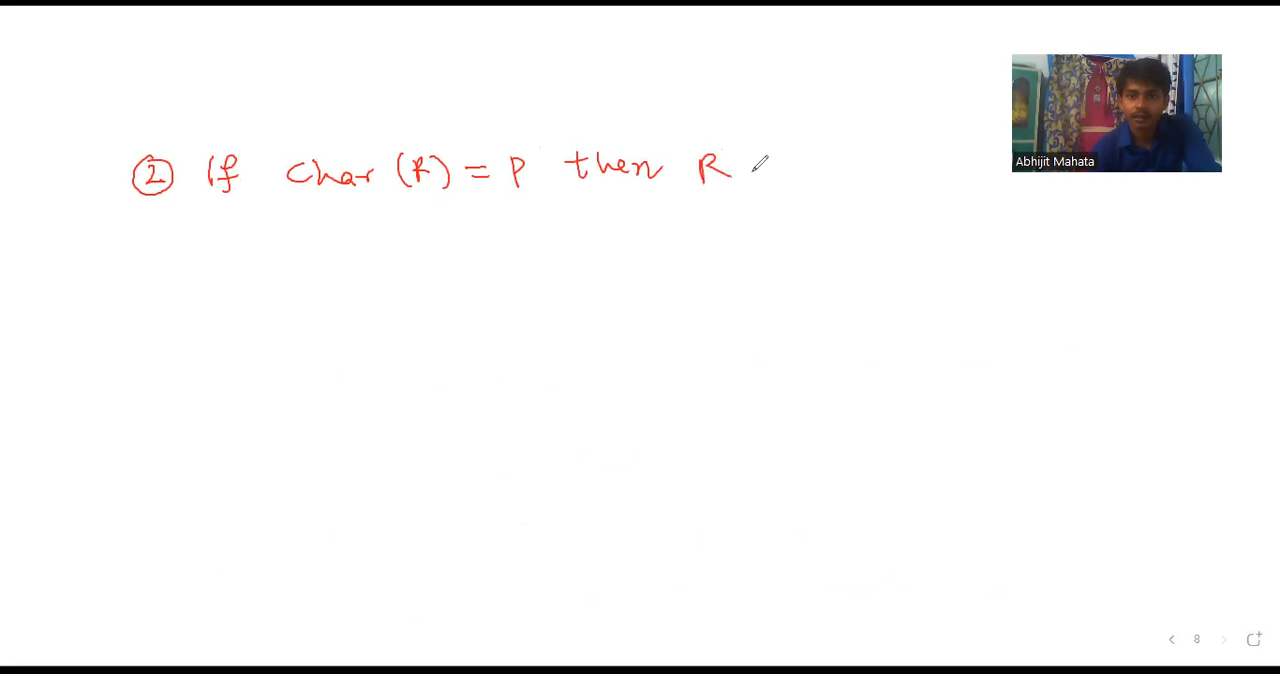 Abhijit Mahata
② If Char (R) = P then R
8